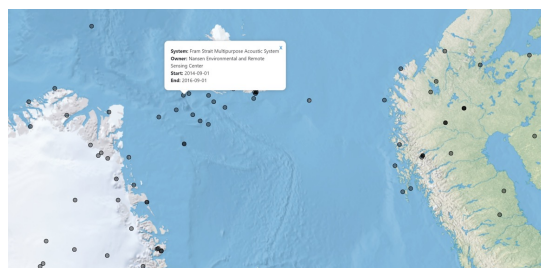 System: Fram Strait Multipurpose Acoustic System
Owner: Nansen Environmental and Remote
Sensing Center
Start: 2014-09-01
End: 2016-09-01